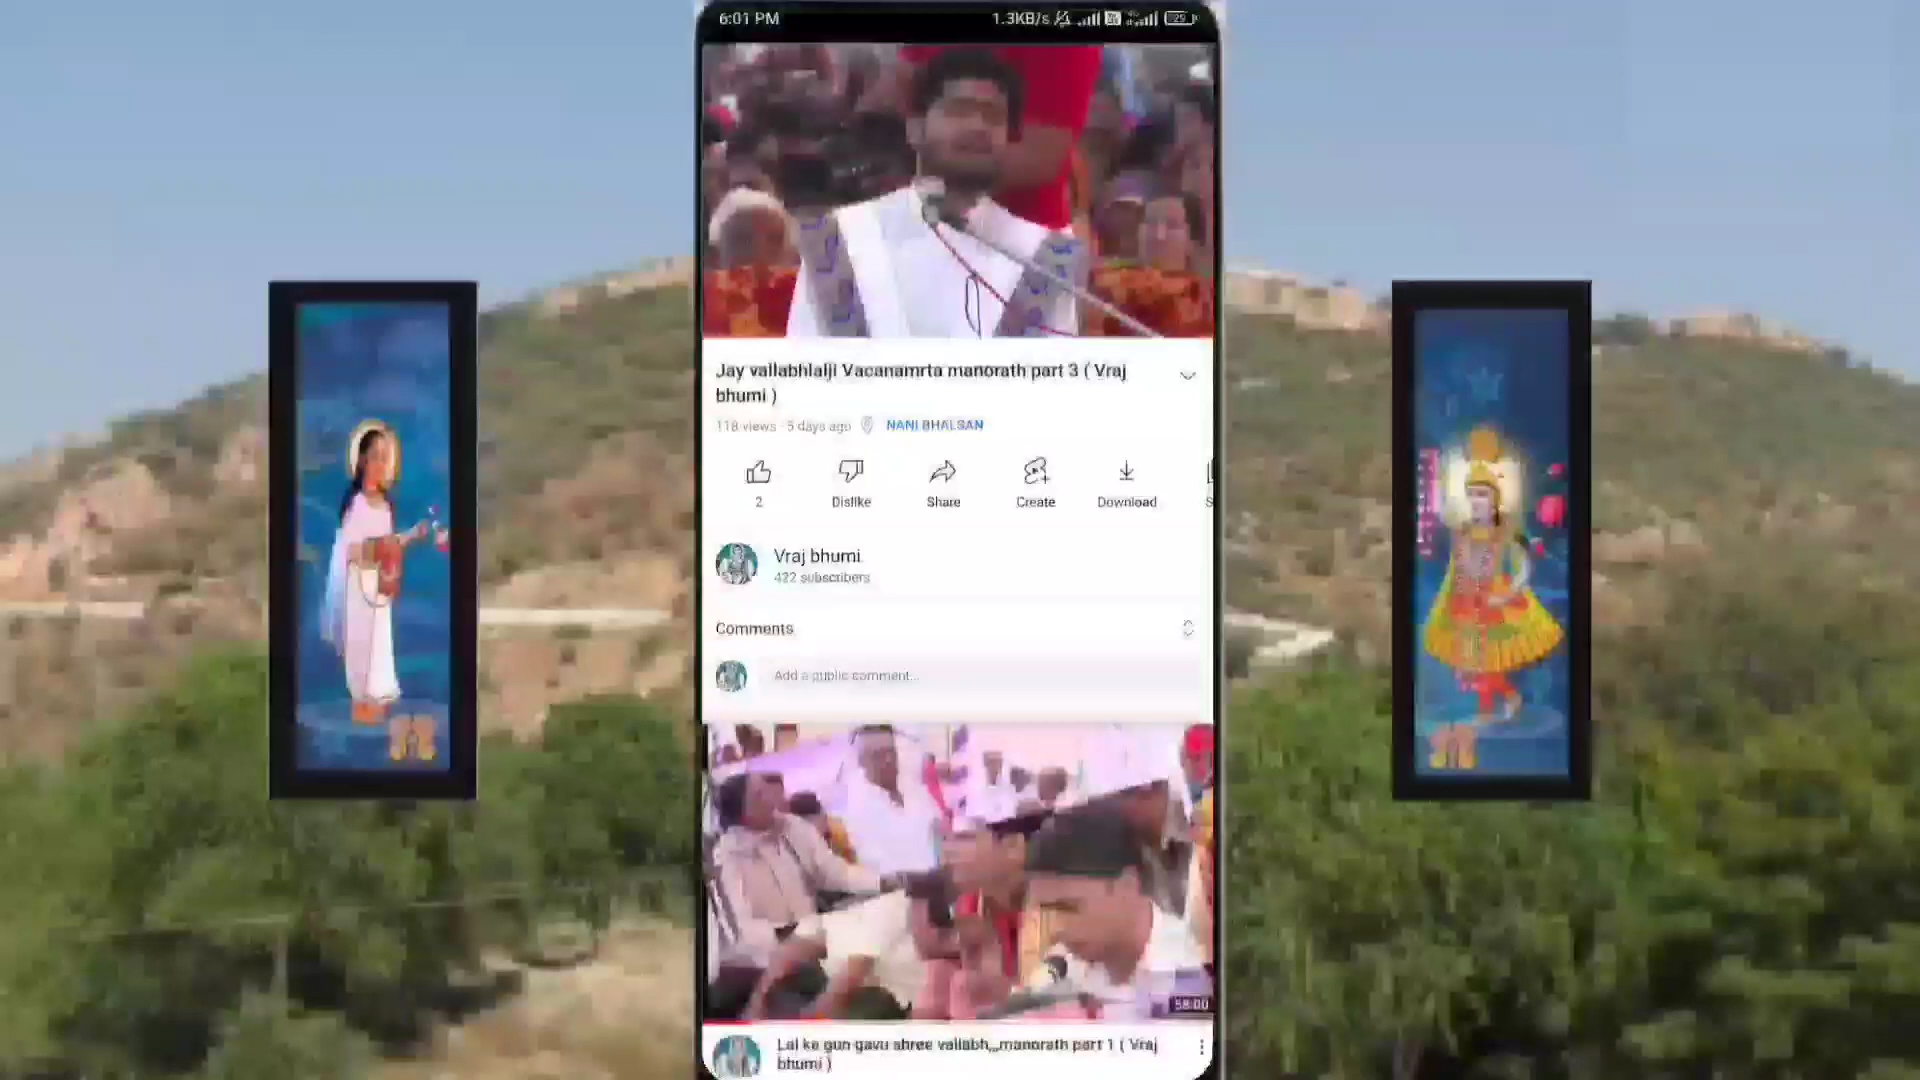 6:01 PM
1.3KB/s
29
Jay vallabhlalji Vacanamrta manorath part 3 ( Vraj
bhumi )
118 views · 5 days ago
NANI BHALSAN
2
Dislike
Share
Create
Download
S
Vraj bhumi
422 subscribers
Comments
Add a public comment...
58:00
Lal ke gun gavu shree vallabh,,,manorath part 1 ( Vraj
bhumi )